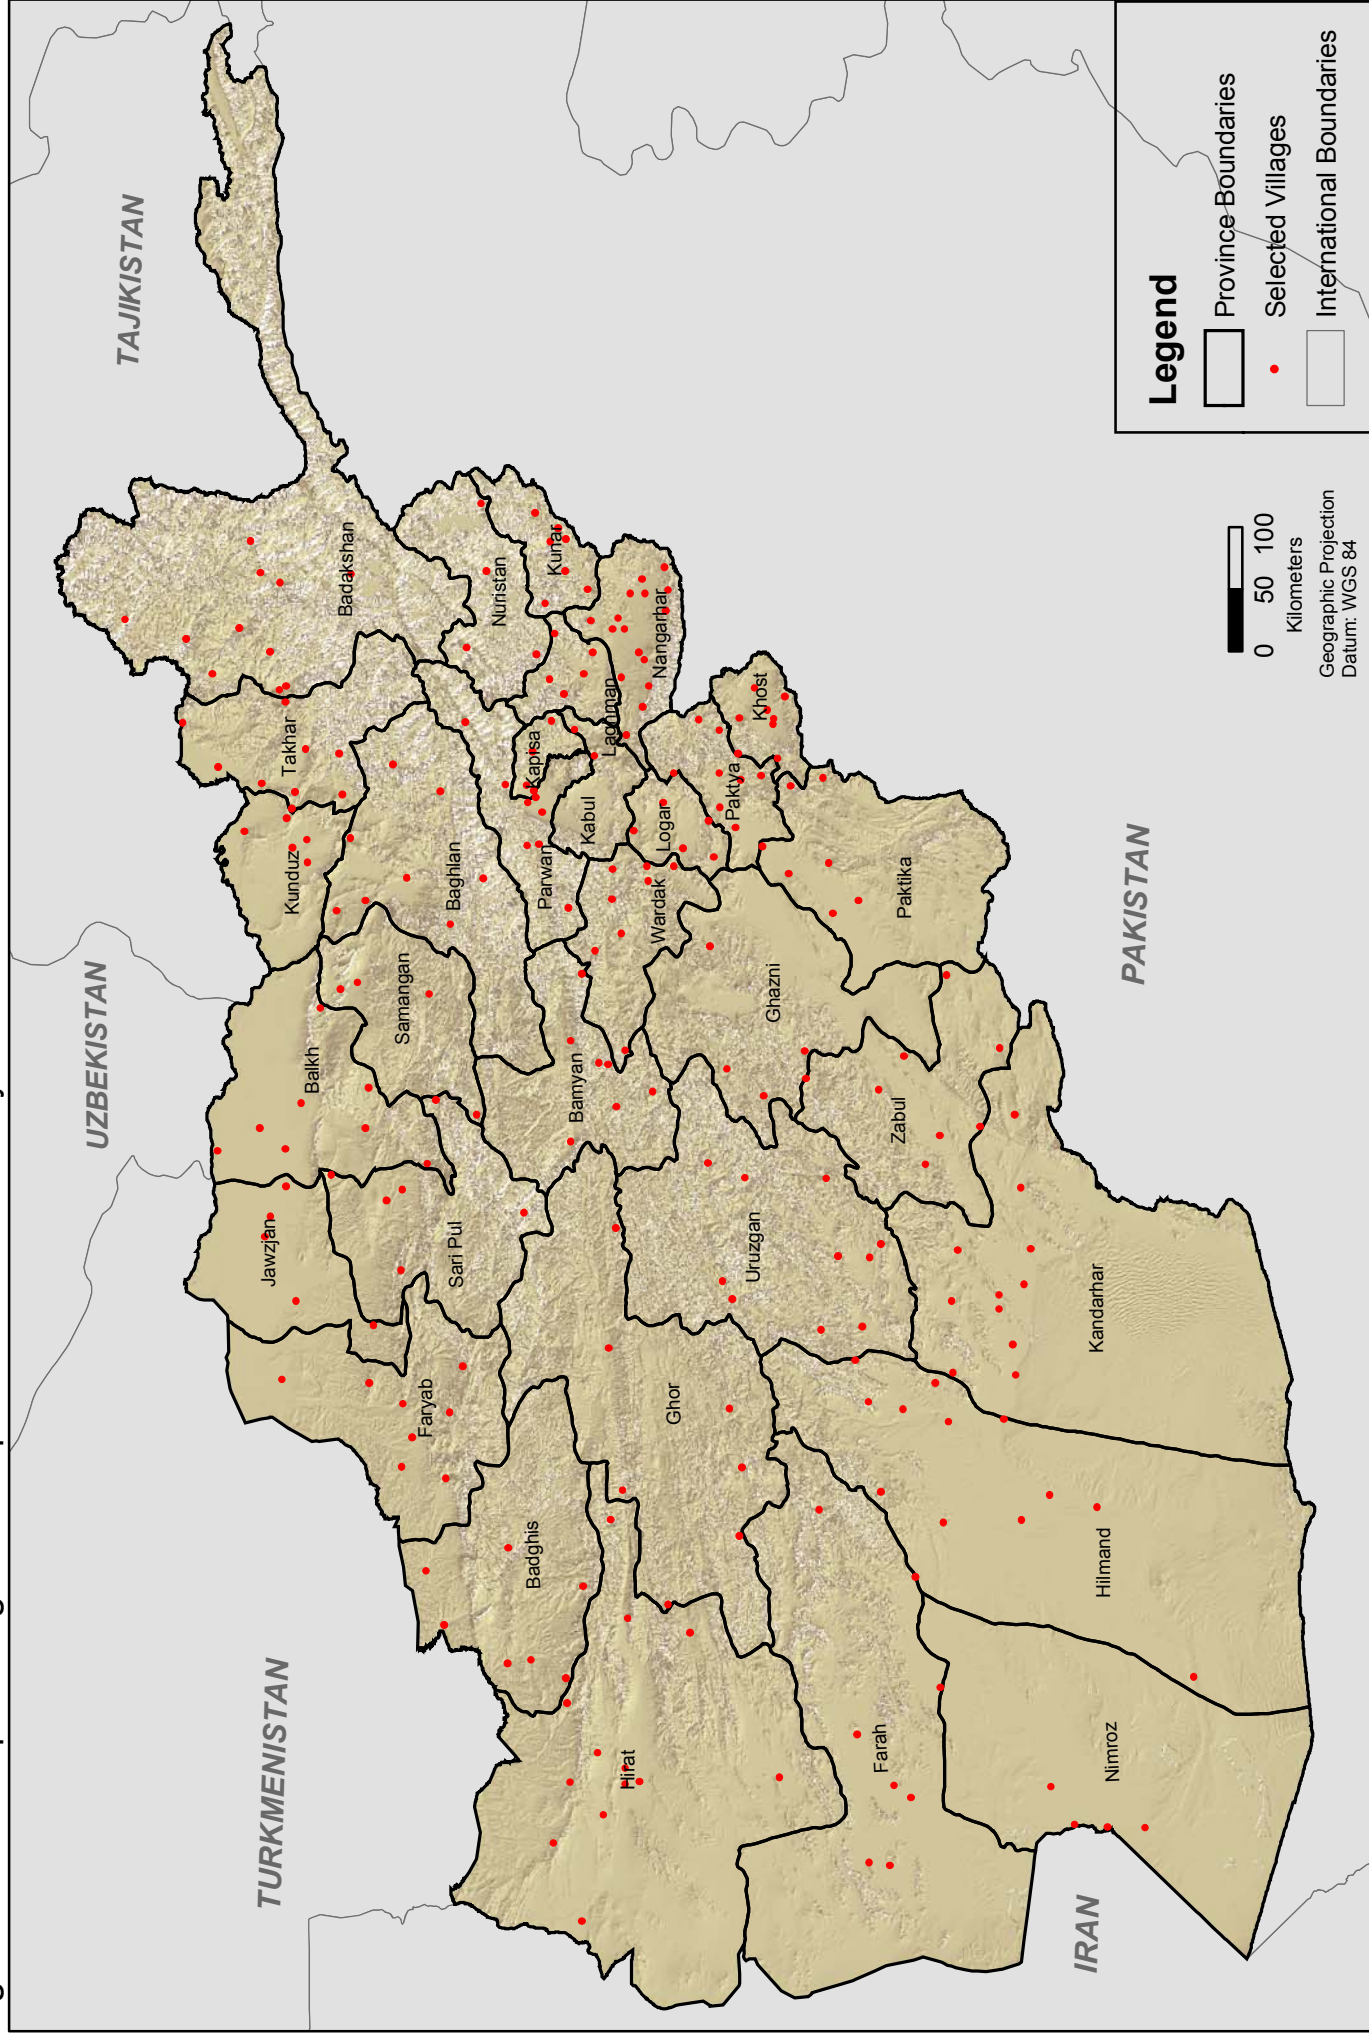 TAJIKISTAN
UZBEKISTAN
TURKMENISTAN
Badakshan
Takhar
Kunduz
Balkh
Jawzjan
Samangan
Baghlan
Sari Pul
Faryab
Badghis
Nuristan
Kunar
Laghman
Nangarhar
Kapisa
Parwan
Kabul
Logar
Wardak
Bamyan
Khost
Paktya
Paktika
Ghazni
Ghor
Hirat
Uruzgan
Zabul
Farah
Kandarhar
Hilmand
Nimroz
PAKISTAN
IRAN
0 50 100
Kilometers
Geographic Projection
Datum: WGS 84
Legend
Province Boundaries
Selected Villages
International Boundaries